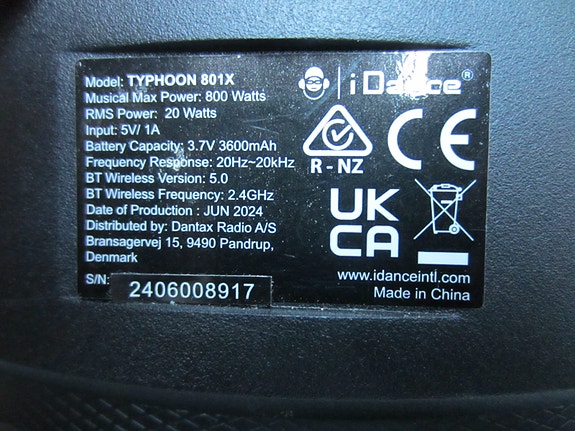 Model: TYPHOON 801X
Musical Max Power: 800 Watts
RMS Power: 20 Watts
Input: 5V/ 1A
Battery Capacity: 3.7V 3600mAh
Frequency Response: 20Hz~20kHz
BT Wireless Version: 5.0
BT Wireless Frequency: 2.4GHz
Date of Production : JUN 2024
Distributed by: Dantax Radio A/S
Bransagervej 15, 9490 Pandrup,
Denmark
S/N: 2406008917
i Dance®
R-NZ
CE
UK
CA
www.idanceintl.com
Made in China